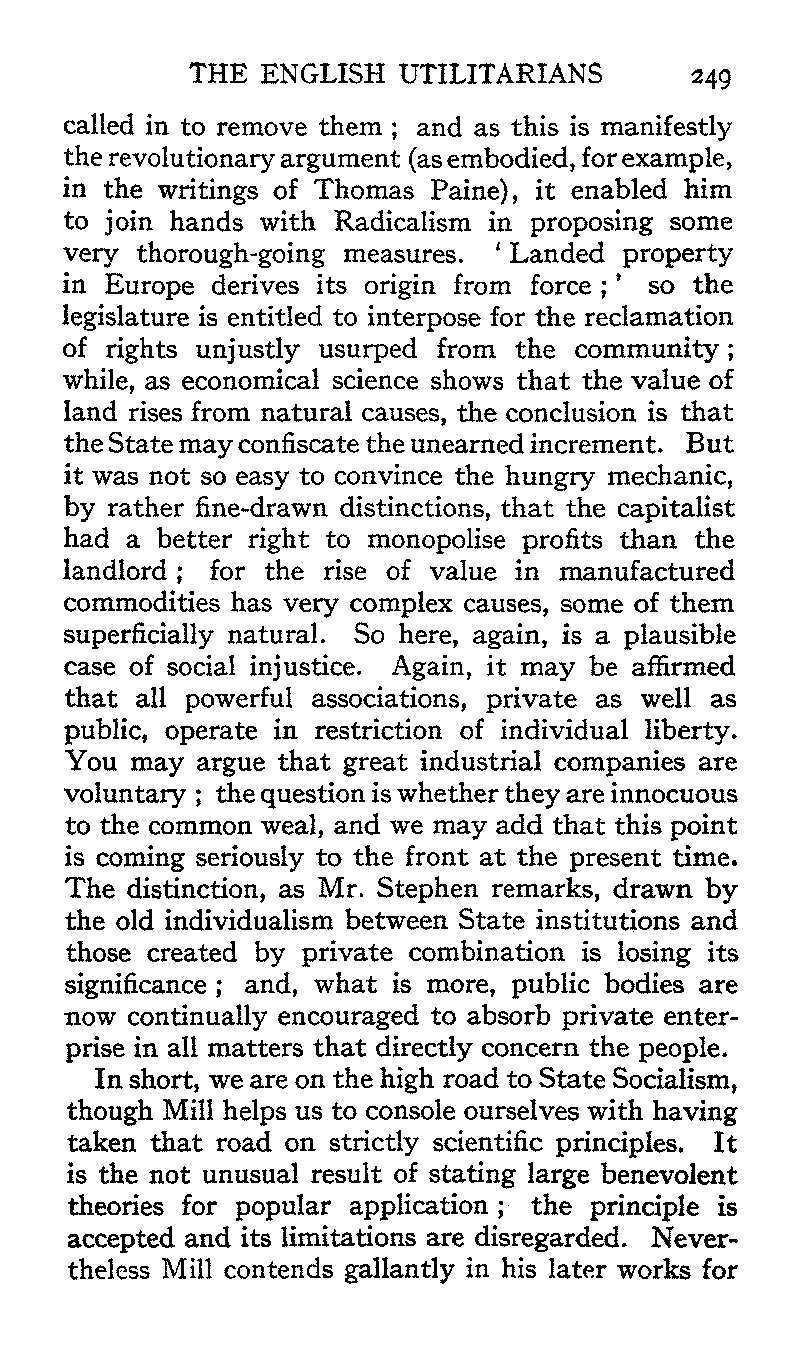 THE ENGLISH UTILITARIANS 249
called in to remove them ; and as this is manifestly
the revolutionary argument (as embodied, for example,
in the writings of Thomas Paine), it enabled him
to join hands with Radicalism in proposing some
very thorough-going measures. ‘ Landed property
in Europe derives its origin from force ; ’ so the
legislature is entitled to interpose for the reclamation
of rights unjustly usurped from the community ;
while, as economical science shows that the value of
land rises from natural causes, the conclusion is that
the State may confiscate the unearned increment. But
it was not so easy to convince the hungry mechanic,
by rather fine-drawn distinctions, that the capitalist
had a better right to monopolise profits than the
landlord ; for the rise of value in manufactured
commodities has very complex causes, some of them
superficially natural. So here, again, is a plausible
case of social injustice. Again, it may be affirmed
that all powerful associations, private as well as
public, operate in restriction of individual liberty.
You may argue that great industrial companies are
voluntary ; the question is whether they are innocuous
to the common weal, and we may add that this point
is coming seriously to the front at the present time.
The distinction, as Mr. Stephen remarks, drawn by
the old individualism between State institutions and
those created by private combination is losing its
significance ; and, what is more, public bodies are
now continually encouraged to absorb private enter-
prise in all matters that directly concern the people.
In short, we are on the high road to State Socialism,
though Mill helps us to console ourselves with having
taken that road on strictly scientific principles. It
is the not unusual result of stating large benevolent
theories for popular application ; the principle is
accepted and its limitations are disregarded. Never-
theless Mill contends gallantly in his later works for